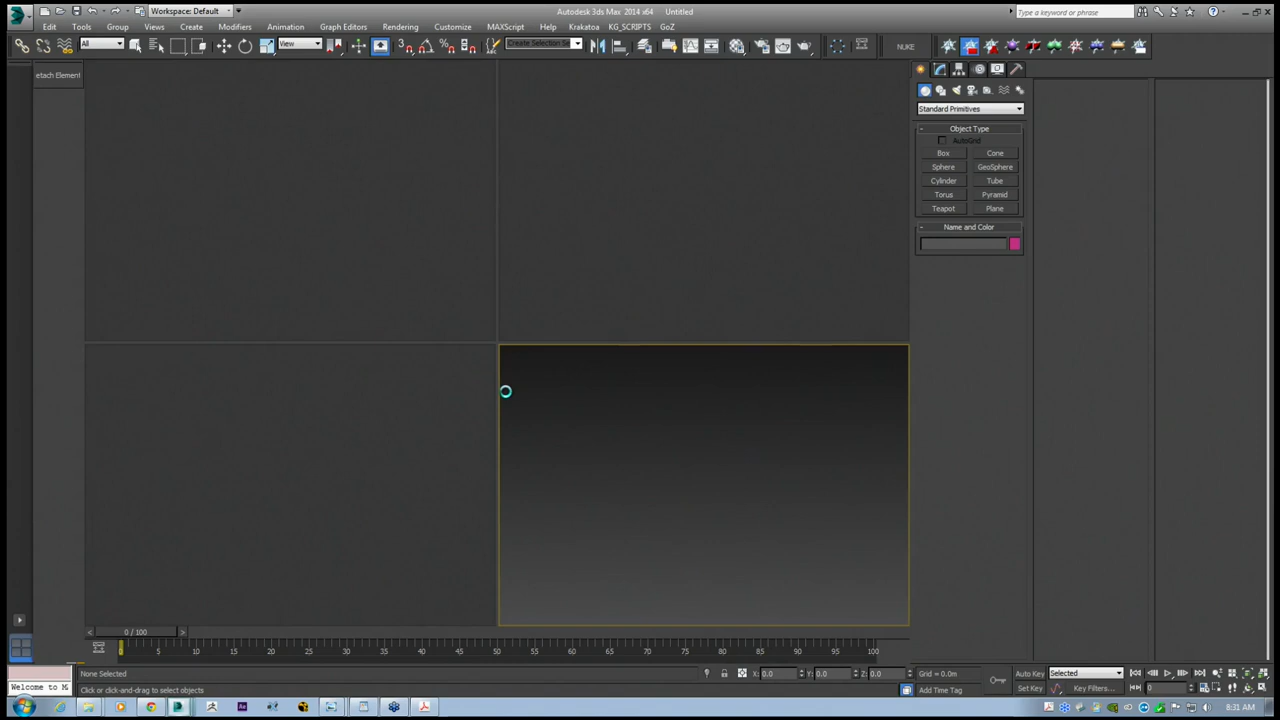 Autodesk 3ds Max 2014 x64 Untitled
Workspace: Default
Type a keyword or phrase
Edit Tools Group Views Create Modifiers Animation Graph Editors Rendering Customize MAXScript Help Krakatoa KG_SCRIPTS GoZ
All
View
Create Selection Se
NUKE
etach Element
Standard Primitives
- Object Type
AutoGrid
Box Cone
Sphere GeoSphere
Cylinder Tube
Torus Pyramid
Teapot Plane
- Name and Color
< 0 / 100 >
0 5 10 15 20 25 30 35 40 45 50 55 60 65 70 75 80 85 90 95 100
None Selected
X: 0.0 Y: 0.0 Z: 0.0 Grid = 0.0m
Auto Key Selected
Welcome to M
Click or click-and-drag to select objects
Add Time Tag
Set Key Key Filters...
0
8:31 AM